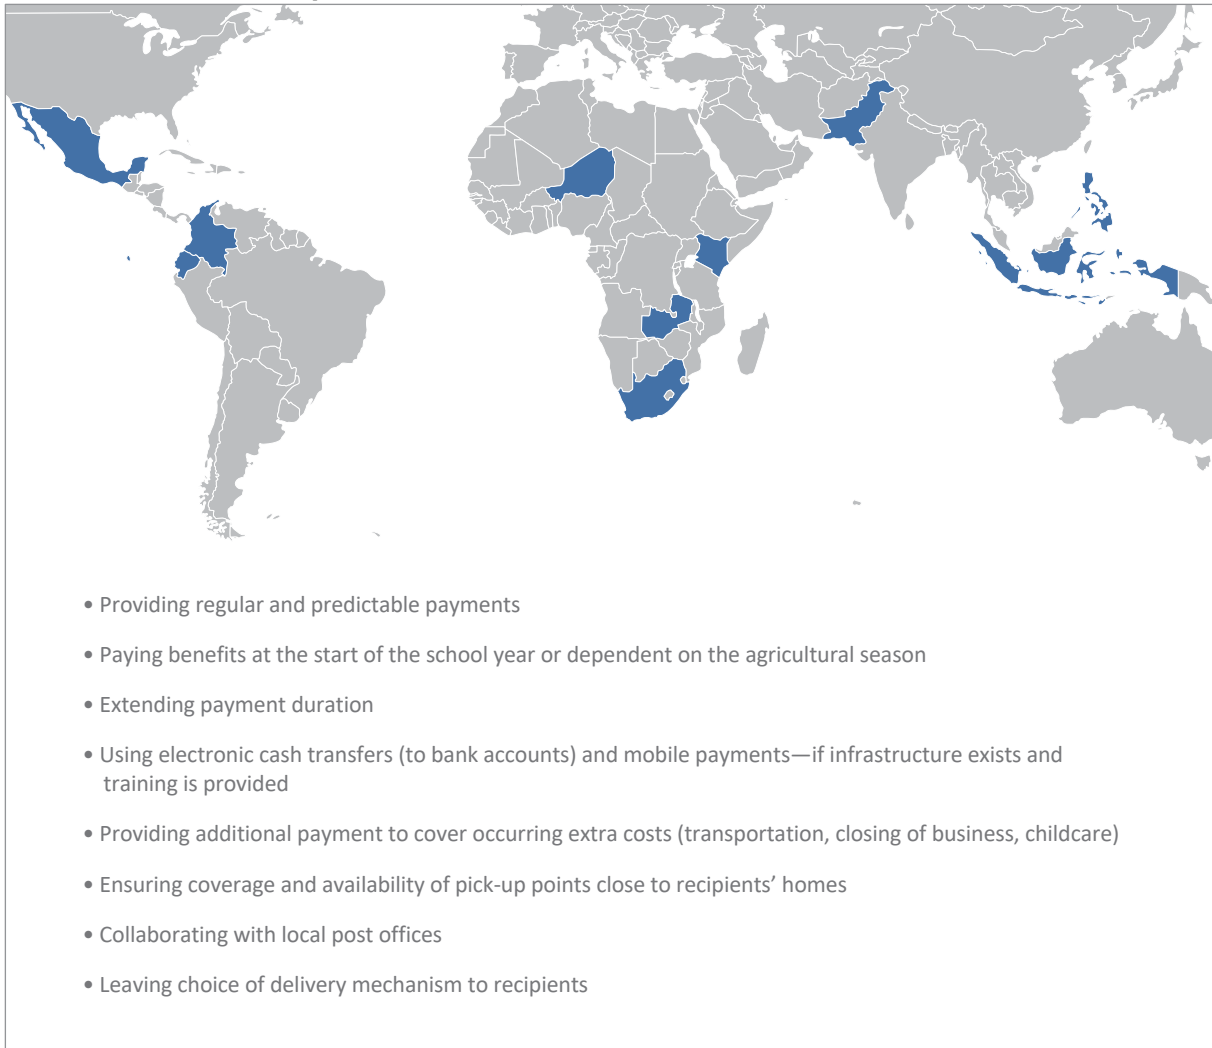 • Providing regular and predictable payments
• Paying benefits at the start of the school year or dependent on the agricultural season
• Extending payment duration
• Using electronic cash transfers (to bank accounts) and mobile payments—if infrastructure exists and
training is provided
• Providing additional payment to cover occurring extra costs (transportation, closing of business, childcare)
• Ensuring coverage and availability of pick-up points close to recipients’ homes
• Collaborating with local post offices
• Leaving choice of delivery mechanism to recipients